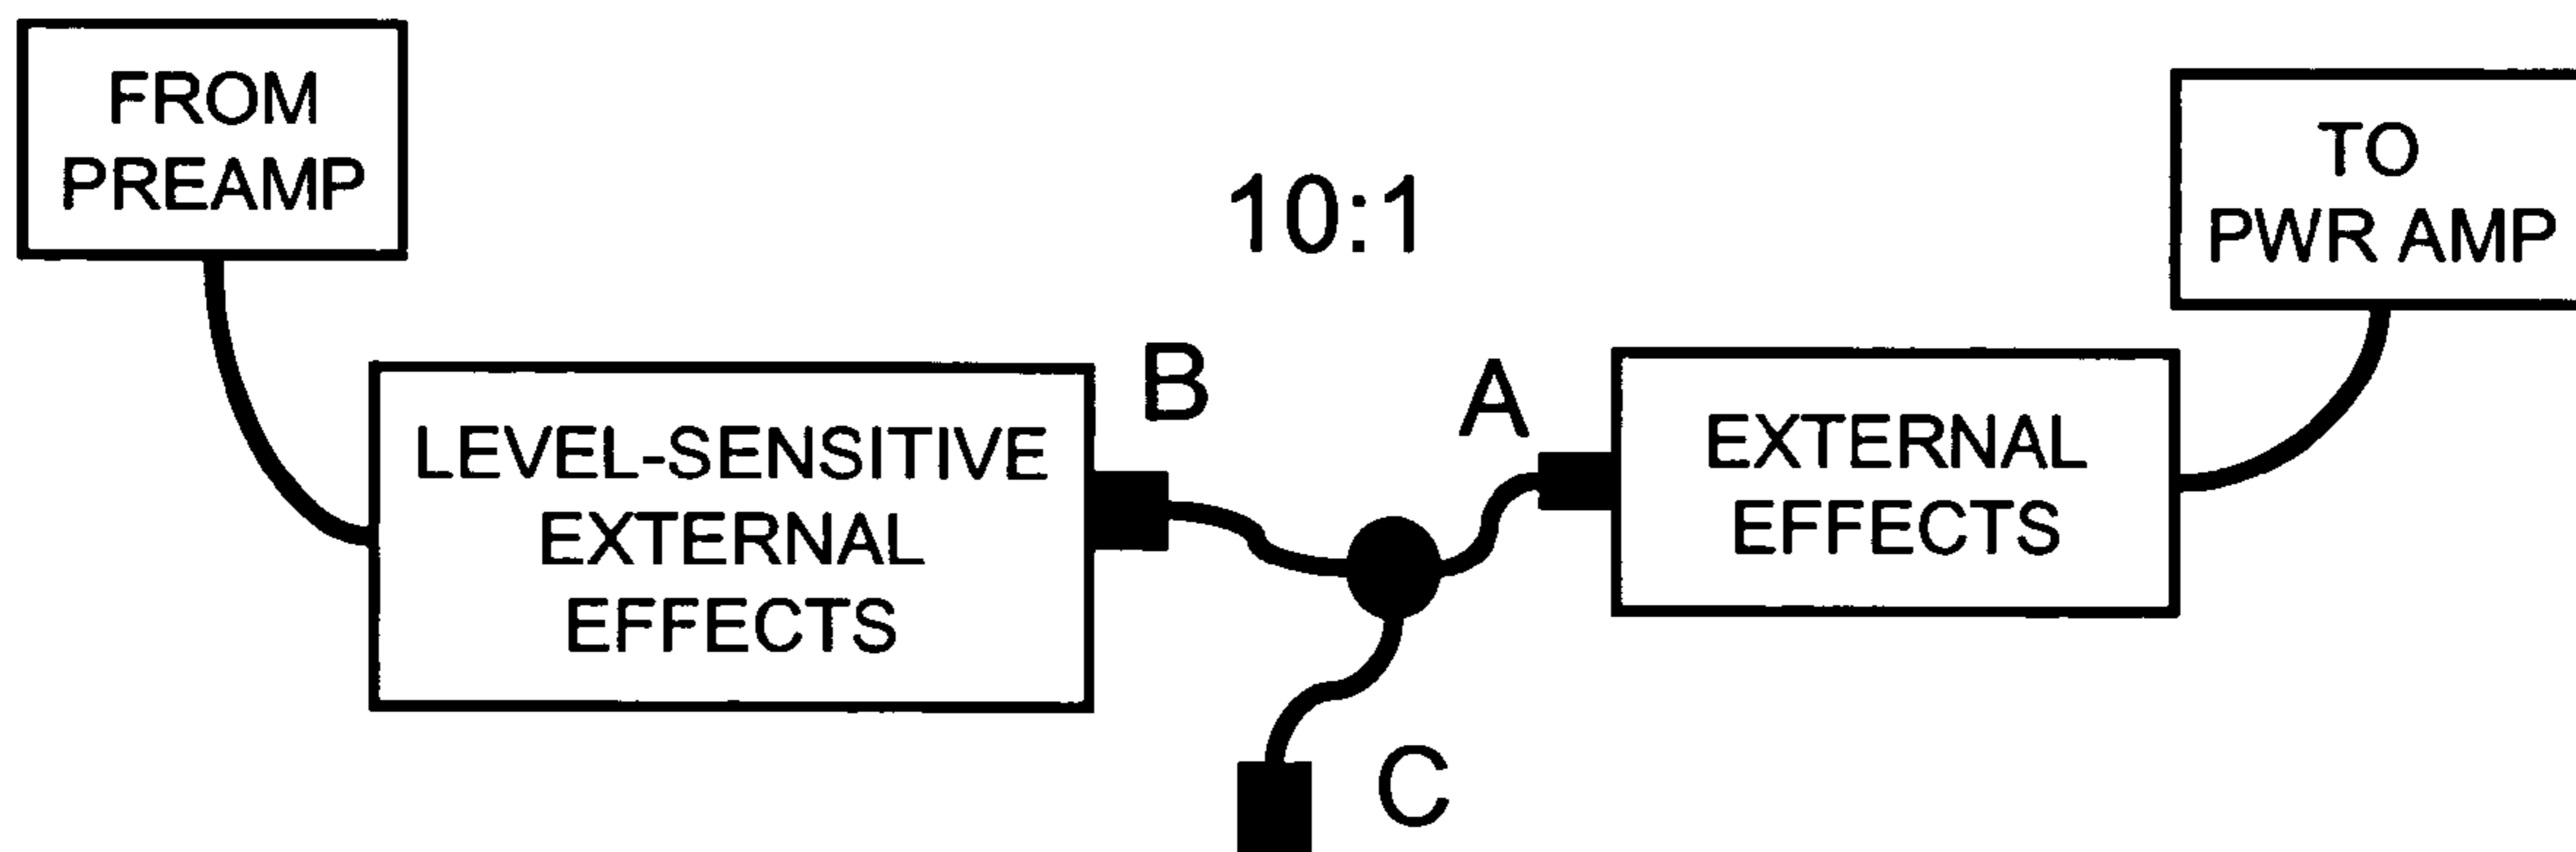 FROM
PREAMP
10:1
TO
PWR AMP
B
A
LEVEL-SENSITIVE
EXTERNAL
EFFECTS
EXTERNAL
EFFECTS
C